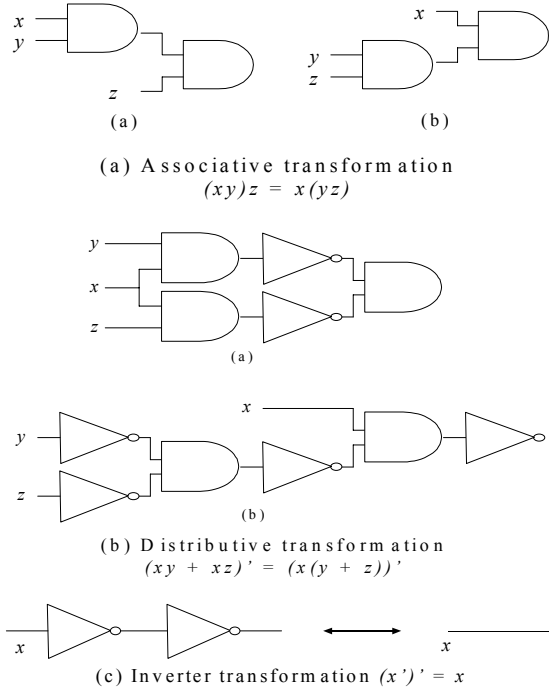 x
y
z
(a)
x
y
z
(b)
(a) Associative transformation
(xy)z = x(yz)
y
x
z
(a)
x
y
z
(b)
(b) Distributive transformation
(xy + xz)' = (x(y + z))'
x
x
(c) Inverter transformation (x')' = x